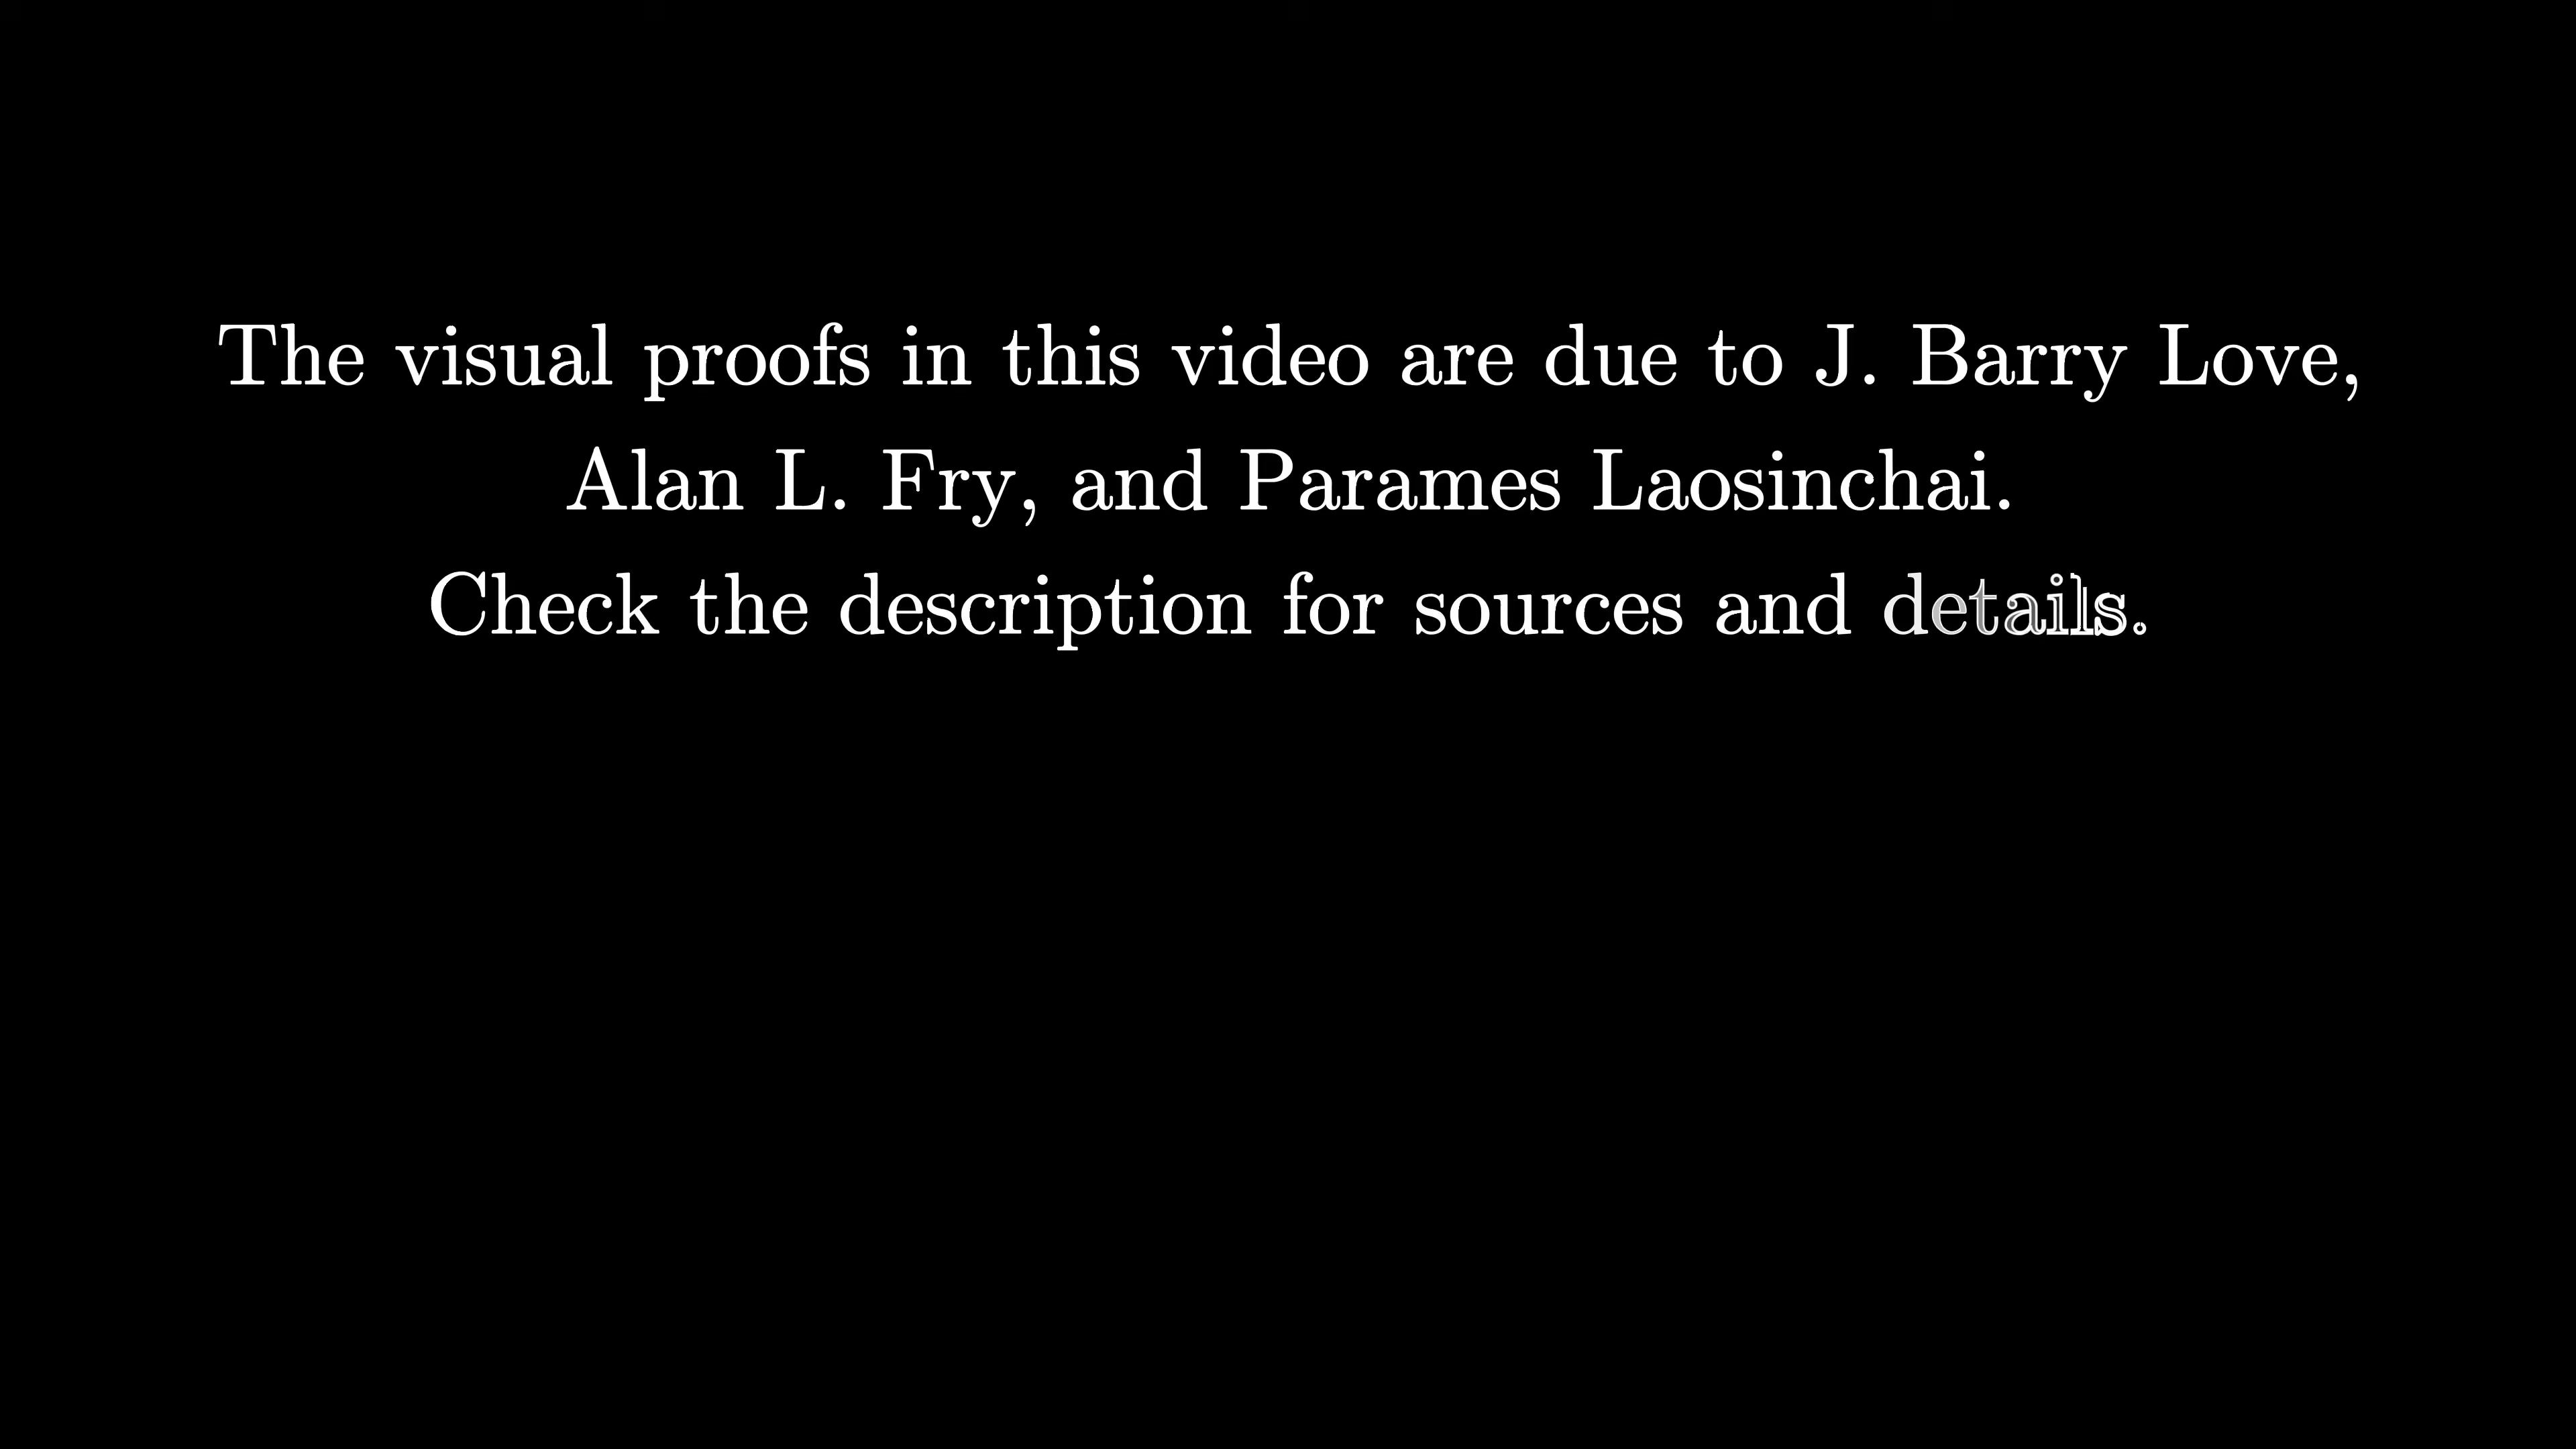 The visual proofs in this video are due to J. Barry Love,
Alan L. Fry, and Parames Laosinchai.
Check the description for sources and details.